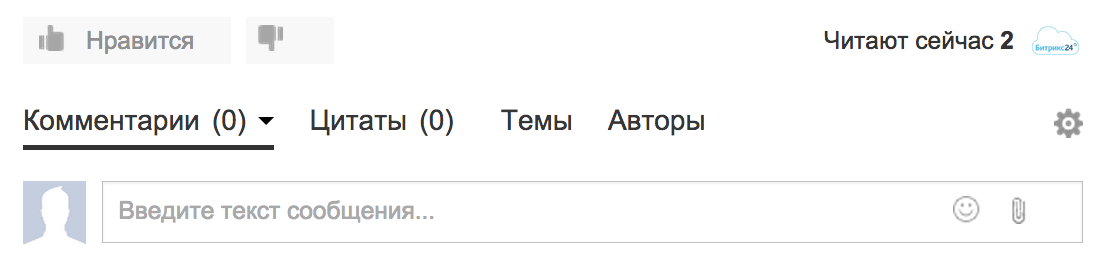 Нравится
Читают сейчас 2
Битрикс24
Комментарии (0) Цитаты (0) Темы Авторы
Введите текст сообщения...